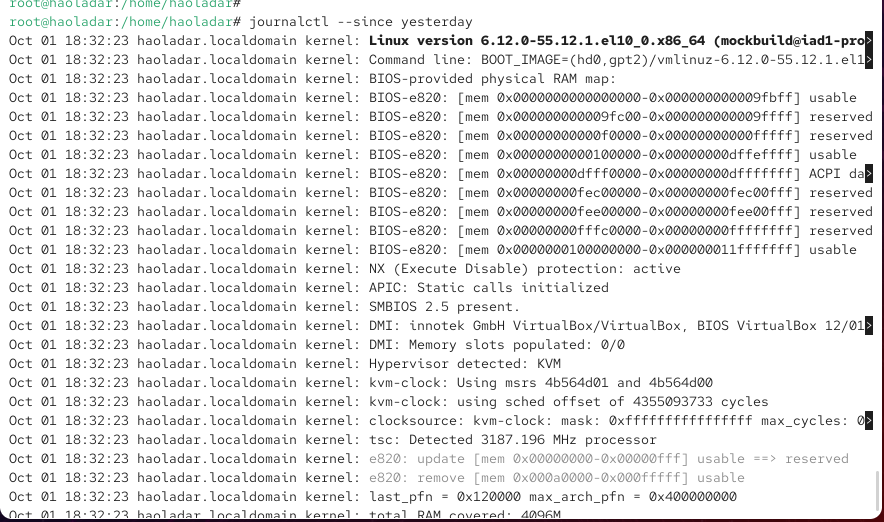 root@haoladar:/home/haoladar#
root@haoladar:/home/haoladar# journalctl --since yesterday
Oct 01 18:32:23 haoladar.localdomain kernel: Linux version 6.12.0-55.12.1.el10_0.x86_64 (mockbuild@iad1-pro>
Oct 01 18:32:23 haoladar.localdomain kernel: Command line: BOOT_IMAGE=(hd0,gpt2)/vmlinuz-6.12.0-55.12.1.el1>
Oct 01 18:32:23 haoladar.localdomain kernel: BIOS-provided physical RAM map:
Oct 01 18:32:23 haoladar.localdomain kernel: BIOS-e820: [mem 0x0000000000000000-0x000000000009fbff] usable
Oct 01 18:32:23 haoladar.localdomain kernel: BIOS-e820: [mem 0x000000000009fc00-0x000000000009ffff] reserved
Oct 01 18:32:23 haoladar.localdomain kernel: BIOS-e820: [mem 0x00000000000f0000-0x00000000000fffff] reserved
Oct 01 18:32:23 haoladar.localdomain kernel: BIOS-e820: [mem 0x0000000000100000-0x00000000dffeffff] usable
Oct 01 18:32:23 haoladar.localdomain kernel: BIOS-e820: [mem 0x00000000dfff0000-0x00000000dfffffff] ACPI da>
Oct 01 18:32:23 haoladar.localdomain kernel: BIOS-e820: [mem 0x00000000fec00000-0x00000000fec00fff] reserved
Oct 01 18:32:23 haoladar.localdomain kernel: BIOS-e820: [mem 0x00000000fee00000-0x00000000fee00fff] reserved
Oct 01 18:32:23 haoladar.localdomain kernel: BIOS-e820: [mem 0x00000000fffc0000-0x00000000ffffffff] reserved
Oct 01 18:32:23 haoladar.localdomain kernel: BIOS-e820: [mem 0x0000000100000000-0x000000011fffffff] usable
Oct 01 18:32:23 haoladar.localdomain kernel: NX (Execute Disable) protection: active
Oct 01 18:32:23 haoladar.localdomain kernel: APIC: Static calls initialized
Oct 01 18:32:23 haoladar.localdomain kernel: SMBIOS 2.5 present.
Oct 01 18:32:23 haoladar.localdomain kernel: DMI: innotek GmbH VirtualBox/VirtualBox, BIOS VirtualBox 12/01>
Oct 01 18:32:23 haoladar.localdomain kernel: DMI: Memory slots populated: 0/0
Oct 01 18:32:23 haoladar.localdomain kernel: Hypervisor detected: KVM
Oct 01 18:32:23 haoladar.localdomain kernel: kvm-clock: Using msrs 4b564d01 and 4b564d00
Oct 01 18:32:23 haoladar.localdomain kernel: kvm-clock: using sched offset of 4355093733 cycles
Oct 01 18:32:23 haoladar.localdomain kernel: clocksource: kvm-clock: mask: 0xffffffffffffffff max_cycles: 0>
Oct 01 18:32:23 haoladar.localdomain kernel: tsc: Detected 3187.196 MHz processor
Oct 01 18:32:23 haoladar.localdomain kernel: e820: update [mem 0x00000000-0x00000fff] usable ==> reserved
Oct 01 18:32:23 haoladar.localdomain kernel: e820: remove [mem 0x000a0000-0x000fffff] usable
Oct 01 18:32:23 haoladar.localdomain kernel: last_pfn = 0x120000 max_arch_pfn = 0x400000000
Oct 01 18:32:23 haoladar.localdomain kernel: total RAM covered: 4096M